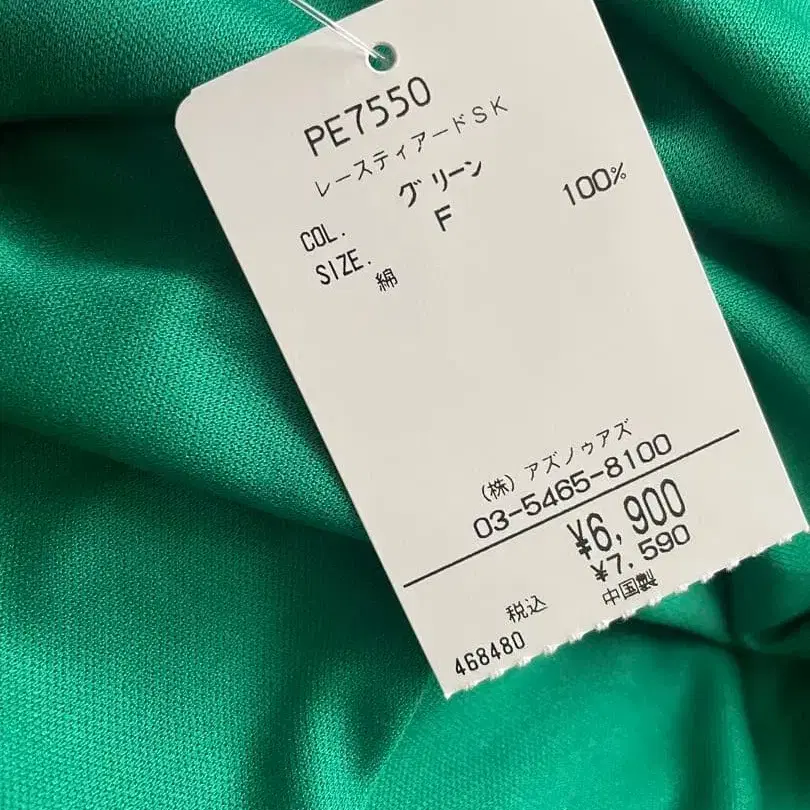 PE7550
レースティアードSK
COL. グリーン
SIZE. F
綿 100%
(株) アズノゥアズ
03-5465-8100
¥6,900
税込 ¥7.590
468480 中国製